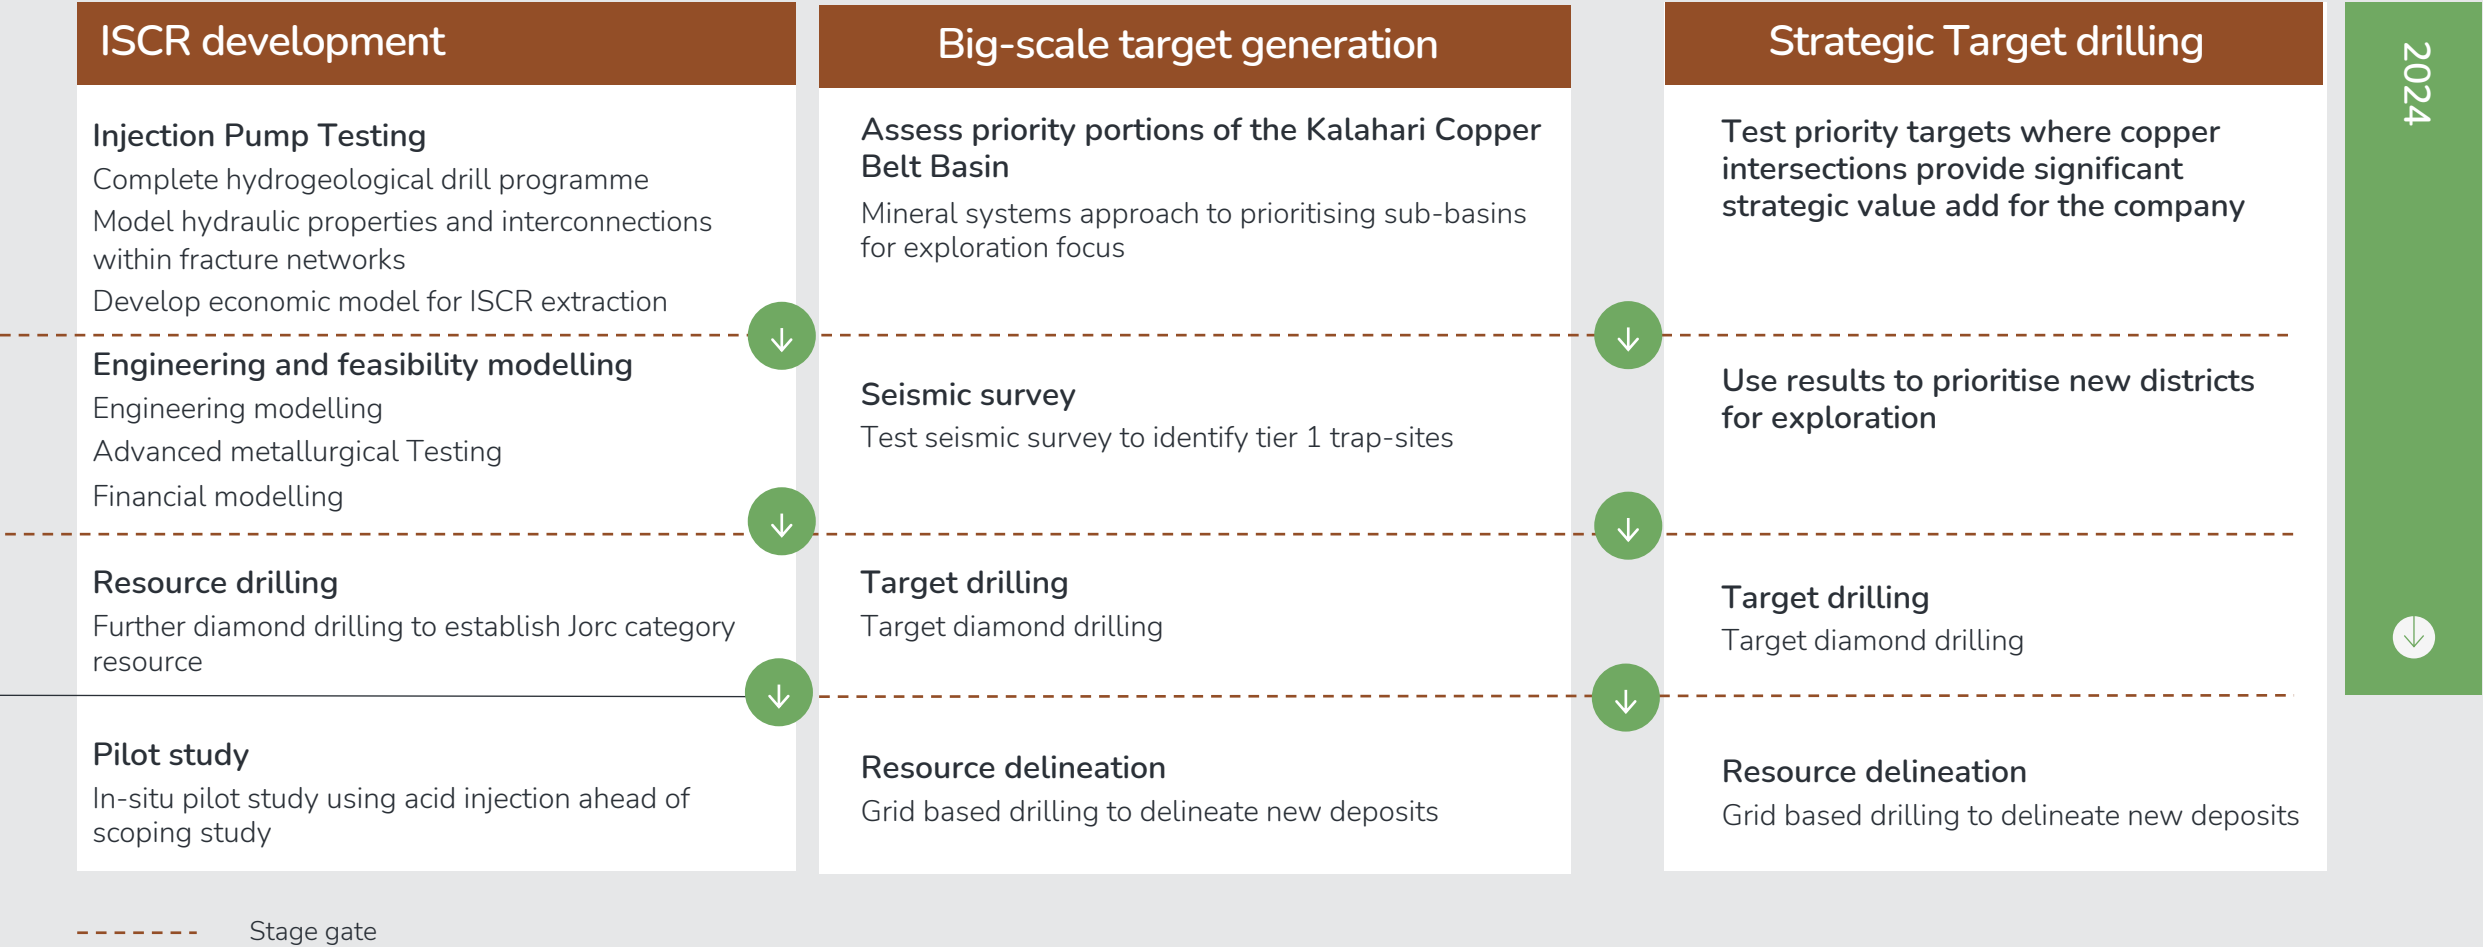 ISCR development
Injection Pump Testing
Complete hydrogeological drill programme
Model hydraulic properties and interconnections
within fracture networks
Develop economic model for ISCR extraction
Engineering and feasibility modelling
Engineering modelling
Advanced metallurgical Testing
Financial modelling
Resource drilling
Further diamond drilling to establish Jorc category
resource
Pilot study
In-situ pilot study using acid injection ahead of
scoping study
Big-scale target generation
Assess priority portions of the Kalahari Copper
Belt Basin
Mineral systems approach to prioritising sub-basins
for exploration focus
Seismic survey
Test seismic survey to identify tier 1 trap-sites
Target drilling
Target diamond drilling
Resource delineation
Grid based drilling to delineate new deposits
Strategic Target drilling
Test priority targets where copper
intersections provide significant
strategic value add for the company
Use results to prioritise new districts
for exploration
Target drilling
Target diamond drilling
Resource delineation
Grid based drilling to delineate new deposits
2024
Stage gate